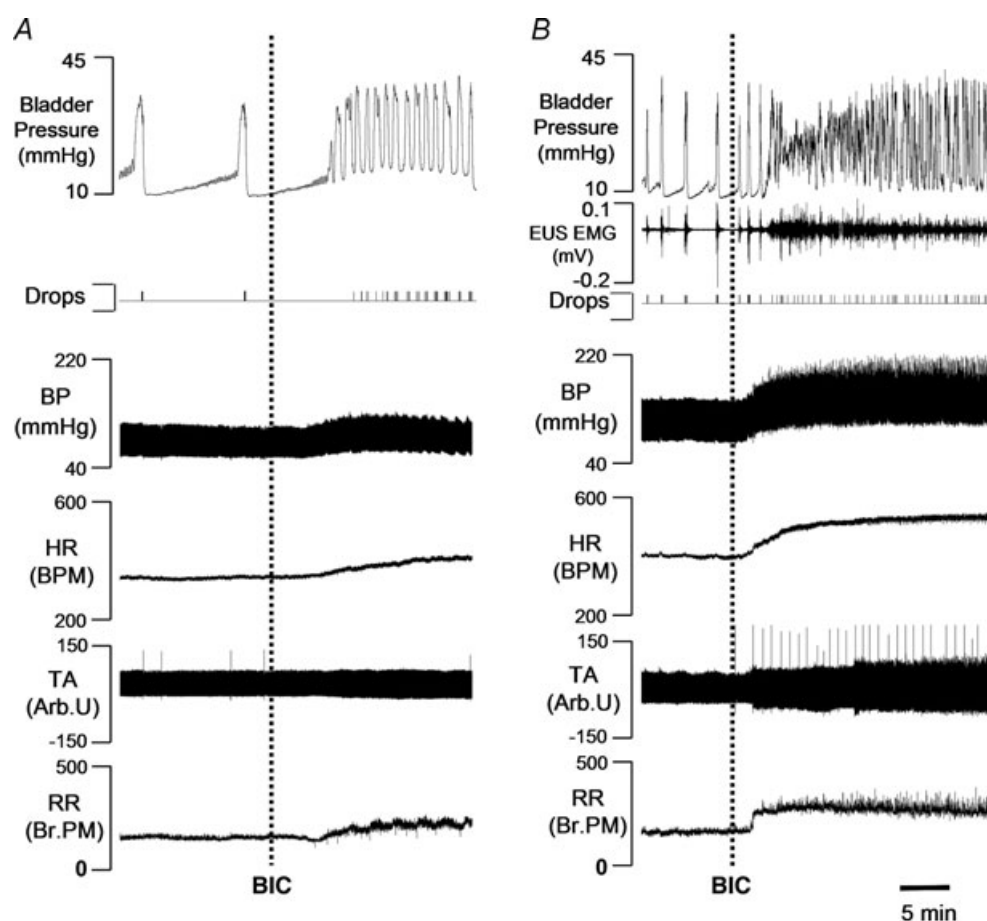 A
45
Bladder
Pressure
(mmHg)
10
Drops
220
BP
(mmHg)
40
600
HR
(BPM)
200
150
TA
(Arb.U)
-150
500
RR
(Br.PM)
0
BIC
B
45
Bladder
Pressure
(mmHg)
10
0.1
EUS EMG
(mV)
-0.2
Drops
220
BP
(mmHg)
40
600
HR
(BPM)
200
150
TA
(Arb.U)
-150
500
RR
(Br.PM)
0
BIC
5 min